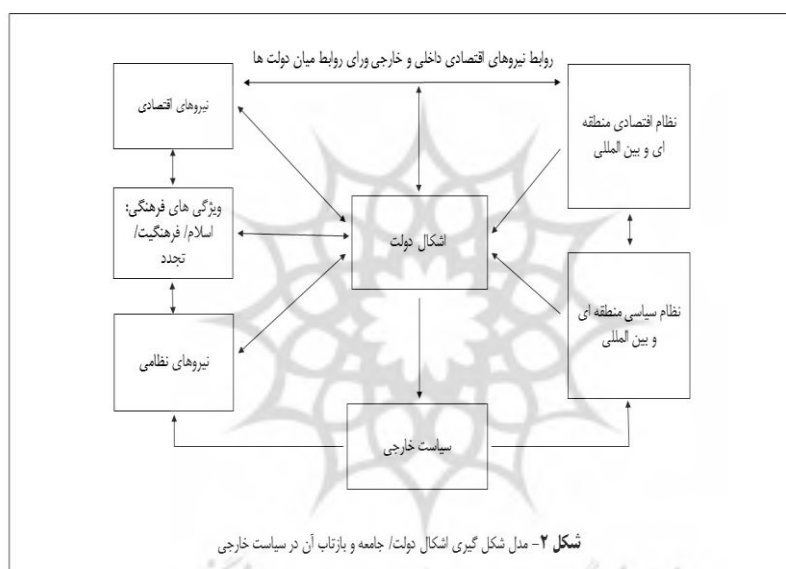 روابط نیروهای اقتصادی داخلی و خارجی ورای روابط میان دولت ها
نظام اقتصادی منطقه
ای و بین المللی
نیروهای اقتصادی
ویژگی های فرهنگی:
اسلام/ فرهنگیت/
تجدد
اشکال دولت
نظام سیاسی منطقه ای
و بین المللی
نیروهای نظامی
سیاست خارجی
شکل ۲- مدل شکل گیری اشکال دولت/ جامعه و بازتاب آن در سیاست خارجی